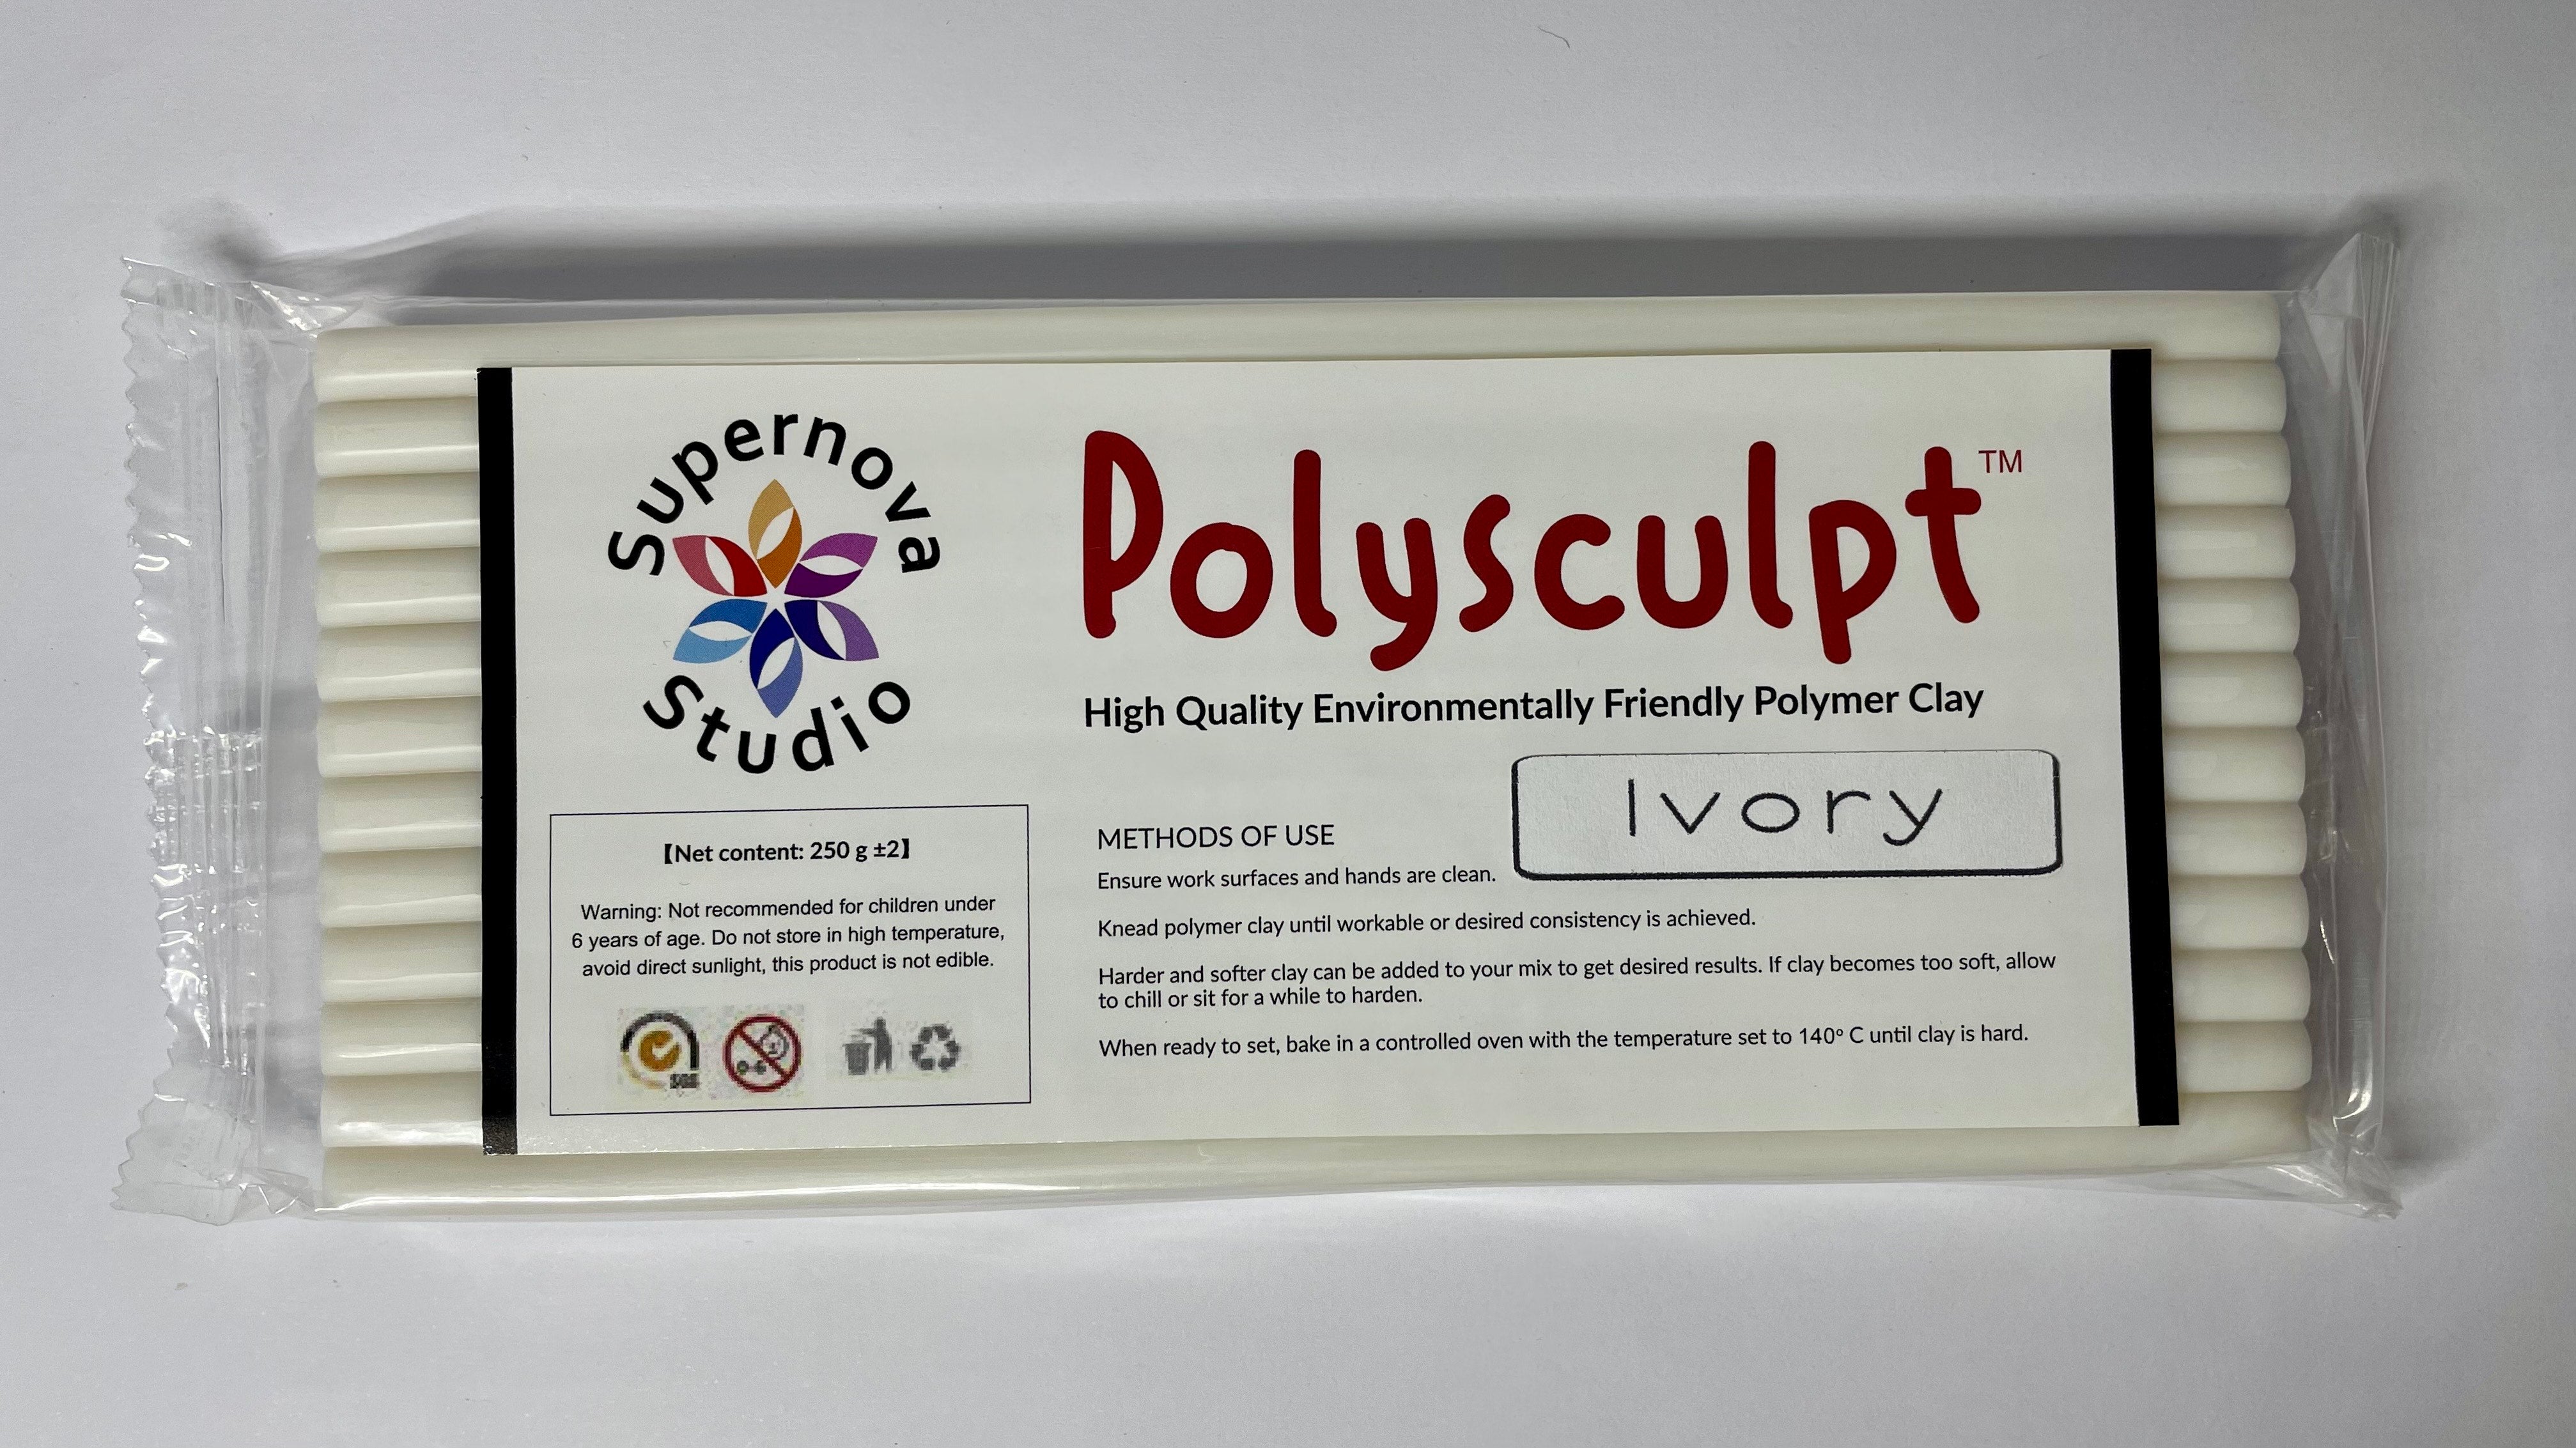 Supernova
Studio
Polysculpt™
High Quality Environmentally Friendly Polymer Clay
Ivory
【Net content: 250 g ±2】
Warning: Not recommended for children under
6 years of age. Do not store in high temperature,
avoid direct sunlight, this product is not edible.
SGS
0-6
METHODS OF USE
Ensure work surfaces and hands are clean.
Knead polymer clay until workable or desired consistency is achieved.
Harder and softer clay can be added to your mix to get desired results. If clay becomes too soft, allow
to chill or sit for a while to harden.
When ready to set, bake in a controlled oven with the temperature set to 140º C until clay is hard.